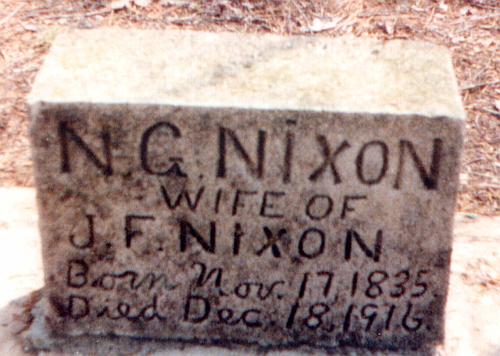 N. G. NIXON
WIFE OF
J. F. NIXON
Born Nov. 17, 1835.
Died Dec. 18, 1916.